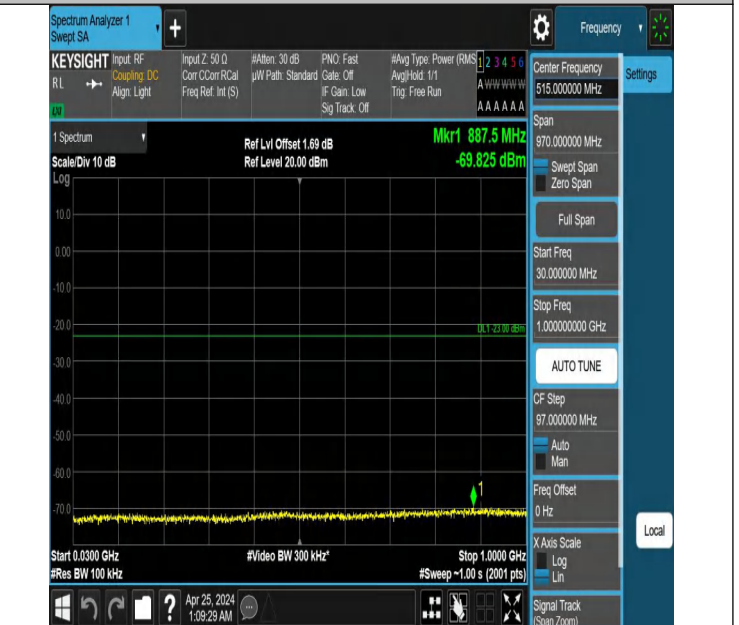 Spectrum Analyzer 1
Swept SA
+
Frequency
KEYSIGHT
RL
Input: RF
Coupling: DC
Align: Light
Input Z: 50 Ω
Corr CCorr RCal
Freq Ref: Int (S)
#Atten: 30 dB
µW Path: Standard
PNO: Fast
Gate: Off
IF Gain: Low
Sig Track: Off
#Avg Type: Power (RMS
Avg|Hold: 1/1
Trig: Free Run
1 2 3 4 5 6
A W W W W W
A A A A A A
1 Spectrum
Scale/Div 10 dB
Log
Ref Lvl Offset 1.69 dB
Ref Level 20.00 dBm
Mkr1 887.5 MHz
-69.825 dBm
10.0
0.00
-10.0
-20.0
DL1 -23.00 dBm
-30.0
-40.0
-50.0
-60.0
1
-70.0
Start 0.0300 GHz
#Res BW 100 kHz
#Video BW 300 kHz*
Stop 1.0000 GHz
#Sweep ~1.00 s (2001 pts)
?
Apr 25, 2024
1:09:29 AM
Center Frequency
515.000000 MHz
Settings
Span
970.000000 MHz
Swept Span
Zero Span
Full Span
Start Freq
30.000000 MHz
Stop Freq
1.000000000 GHz
AUTO TUNE
CF Step
97.000000 MHz
Auto
Man
Freq Offset
0 Hz
X Axis Scale
Log
Lin
Local
Signal Track
(Span Zoom)